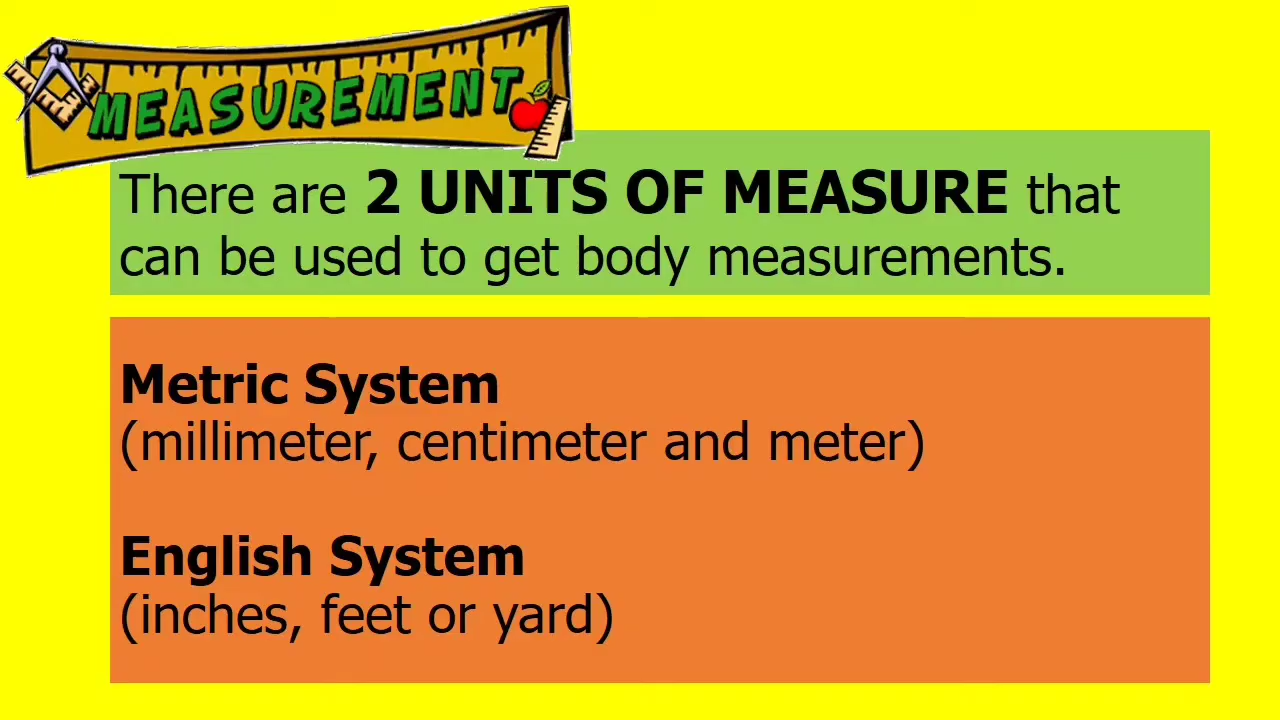 MEASUREMENT
There are 2 UNITS OF MEASURE that
can be used to get body measurements.
Metric System
(millimeter, centimeter and meter)
English System
(inches, feet or yard)